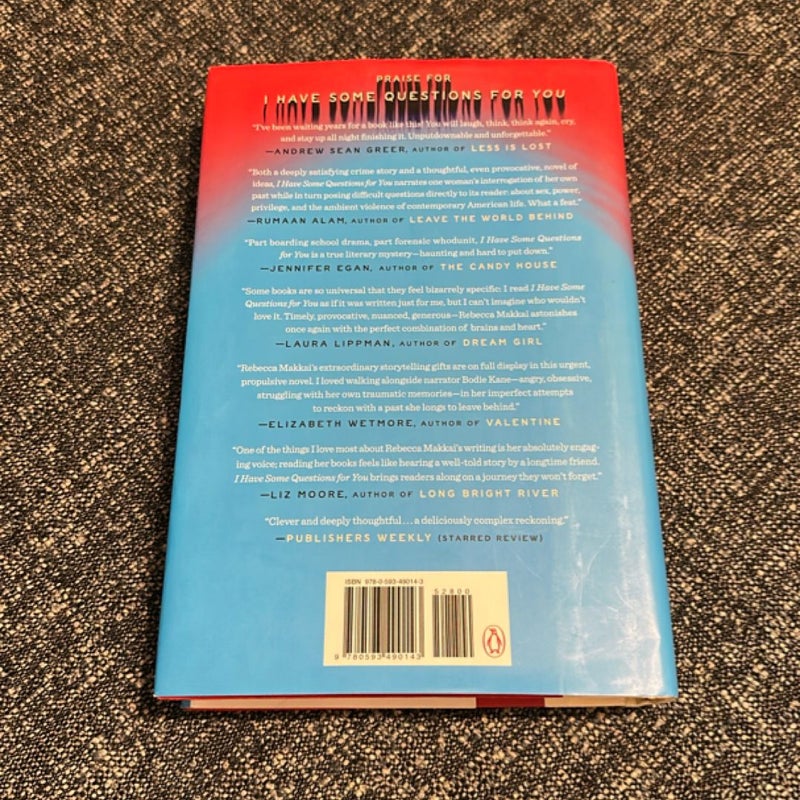 PRAISE FOR
I HAVE SOME QUESTIONS FOR YOU
"I've been waiting years for a book like this! You will laugh, think, think again, cry,
and stay up all night finishing it. Unputdownable and unforgettable."
—ANDREW SEAN GREER, AUTHOR OF LESS IS LOST
"Both a deeply satisfying crime story and a thoughtful, even provocative, novel of
ideas, I Have Some Questions for You narrates one woman's interrogation of her own
past while in turn posing difficult questions directly to its reader: about sex, power,
privilege, and the ambient violence of contemporary American life. What a feat."
—RUMAAN ALAM, AUTHOR OF LEAVE THE WORLD BEHIND
"Part boarding school drama, part forensic whodunit, I Have Some Questions
for You is a true literary mystery—haunting and hard to put down."
—JENNIFER EGAN, AUTHOR OF THE CANDY HOUSE
"Some books are so universal that they feel bizarrely specific: I read I Have Some
Questions for You as if it was written just for me, but I can't imagine who wouldn't
love it. Timely, provocative, nuanced, generous—Rebecca Makkai astonishes
once again with the perfect combination of brains and heart."
—LAURA LIPPMAN, AUTHOR OF DREAM GIRL
"Rebecca Makkai's extraordinary storytelling gifts are on full display in this urgent,
propulsive novel. I loved walking alongside narrator Bodie Kane—angry, obsessive,
struggling with her own traumatic memories—in her imperfect attempts
to reckon with a past she longs to leave behind."
—ELIZABETH WETMORE, AUTHOR OF VALENTINE
"One of the things I love most about Rebecca Makkai's writing is her absolutely engag-
ing voice; reading her books feels like hearing a well-told story by a longtime friend.
I Have Some Questions for You brings readers along on a journey they won't forget."
—LIZ MOORE, AUTHOR OF LONG BRIGHT RIVER
"Clever and deeply thoughtful . . . a deliciously complex reckoning."
—PUBLISHERS WEEKLY (STARRED REVIEW)
ISBN 978-0-593-49014-3
52800
9 780593 490143